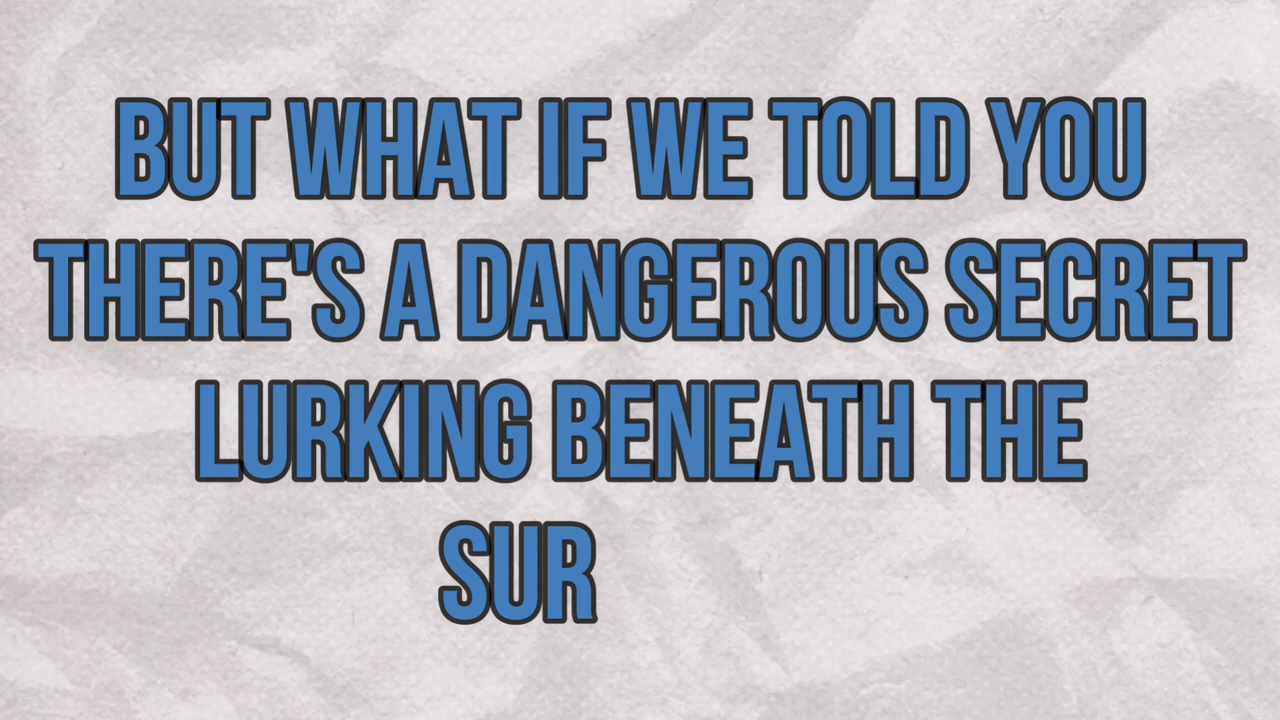 BUT WHAT IF WE TOLD YOU
THERE'S A DANGEROUS SECRET
LURKING BENEATH THE
SUR